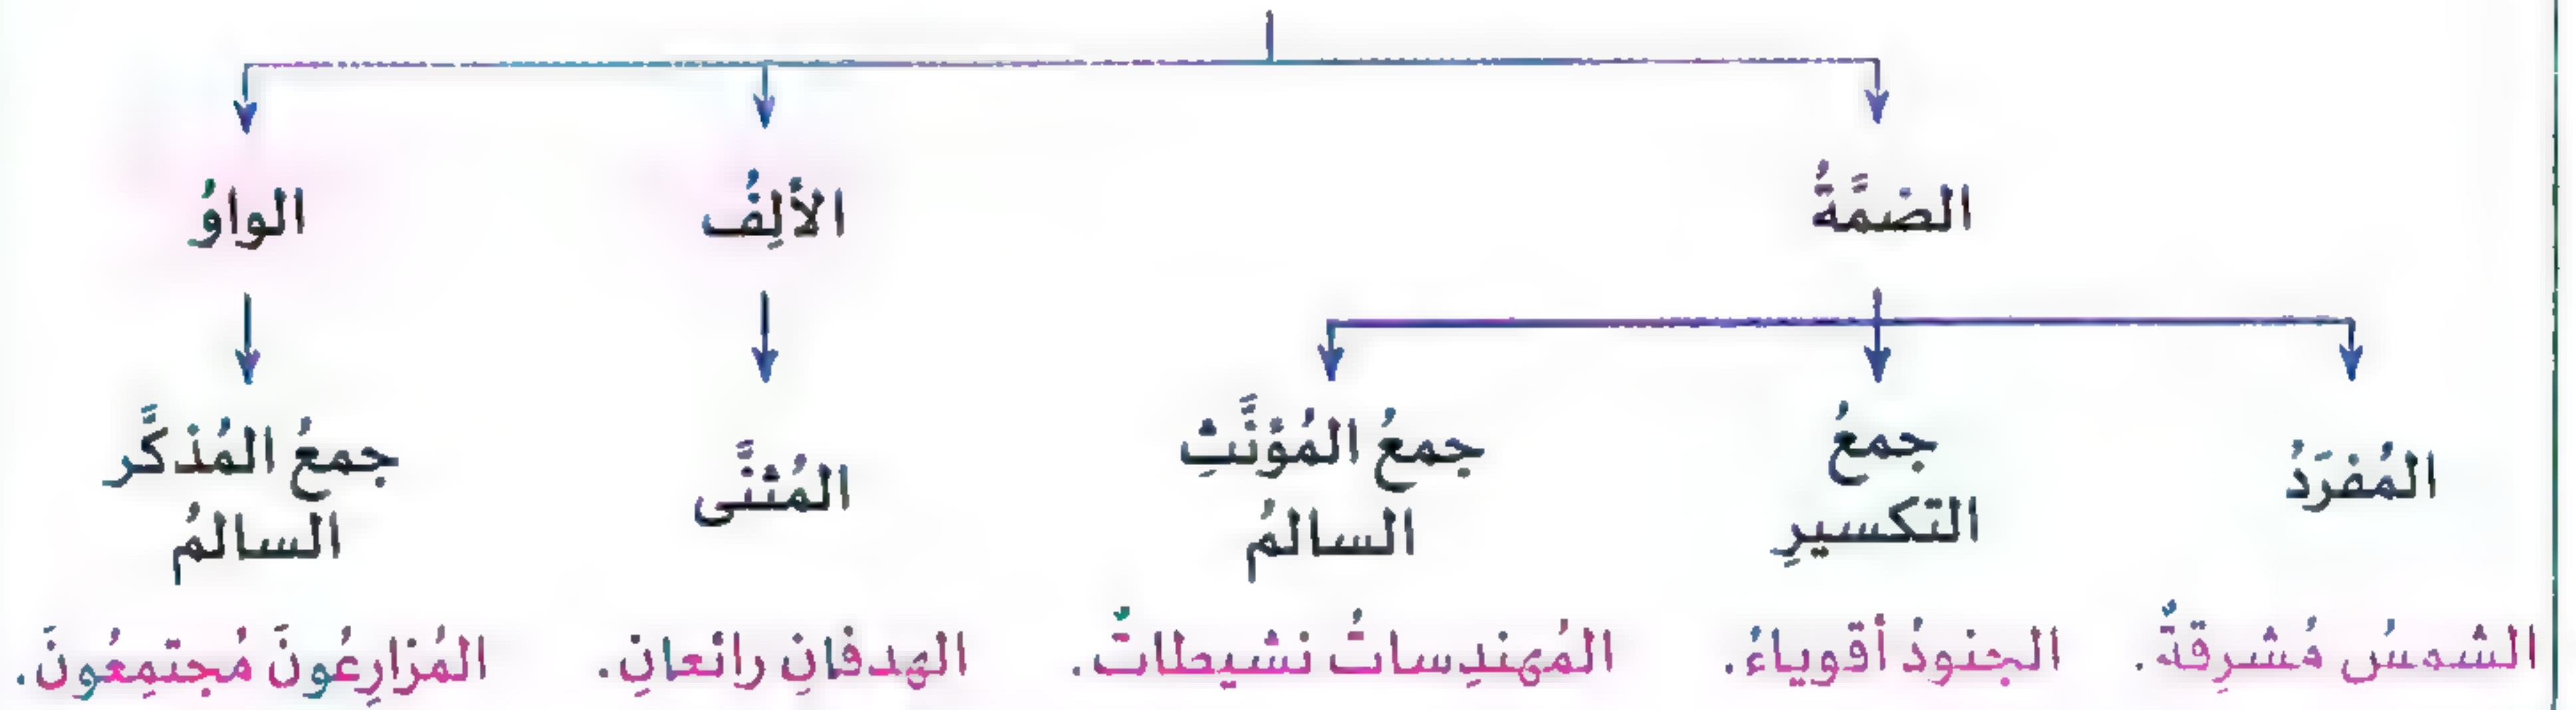 الضمَّةُ
الألِفُ
الواوُ
المُفرَدُ
جمعُ
التكسيرِ
جمعُ المُؤنَّثِ
السالمُ
المُثنَّى
جمعُ المُذكَّر
السالمُ
الشمسُ مُشرِقةٌ.
الجنودُ أقوياءُ.
المُهندِساتُ نشيطاتٌ.
الهدفانِ رائعانِ.
المُزارِعُونَ مُجتمِعُونَ.